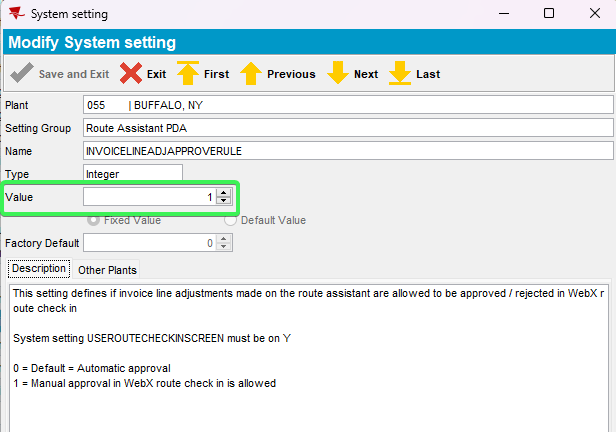 System setting
Modify System setting
Save and Exit Exit First Previous Next Last
Plant 055 | BUFFALO, NY
Setting Group Route Assistant PDA
Name INVOICELINEADJAPPROVERULE
Type Integer
Value 1
Fixed Value Default Value
Factory Default 0
Description Other Plants
This setting defines if invoice line adjustments made on the route assistant are allowed to be approved / rejected in WebX r
oute check in
System setting USEROUTECHECKINSCREEN must be on Y
0 = Default = Automatic approval
1 = Manual approval in WebX route check in is allowed